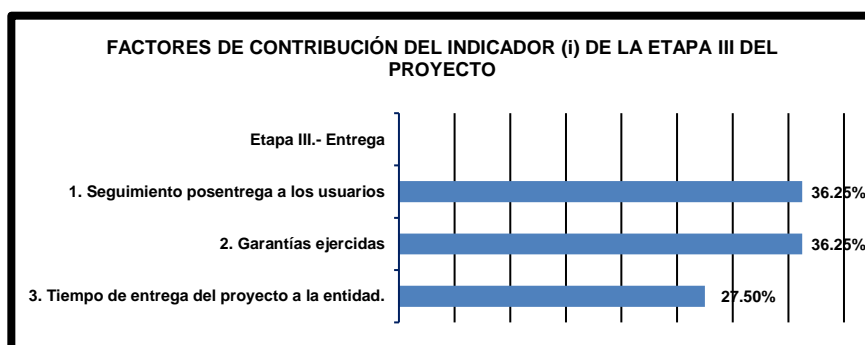 FACTORES DE CONTRIBUCIÓN DEL INDICADOR (i) DE LA ETAPA III DEL
PROYECTO
Etapa III.- Entrega
1. Seguimiento posentrega a los usuarios
36.25%
2. Garantías ejercidas
36.25%
3. Tiempo de entrega del proyecto a la entidad.
27.50%